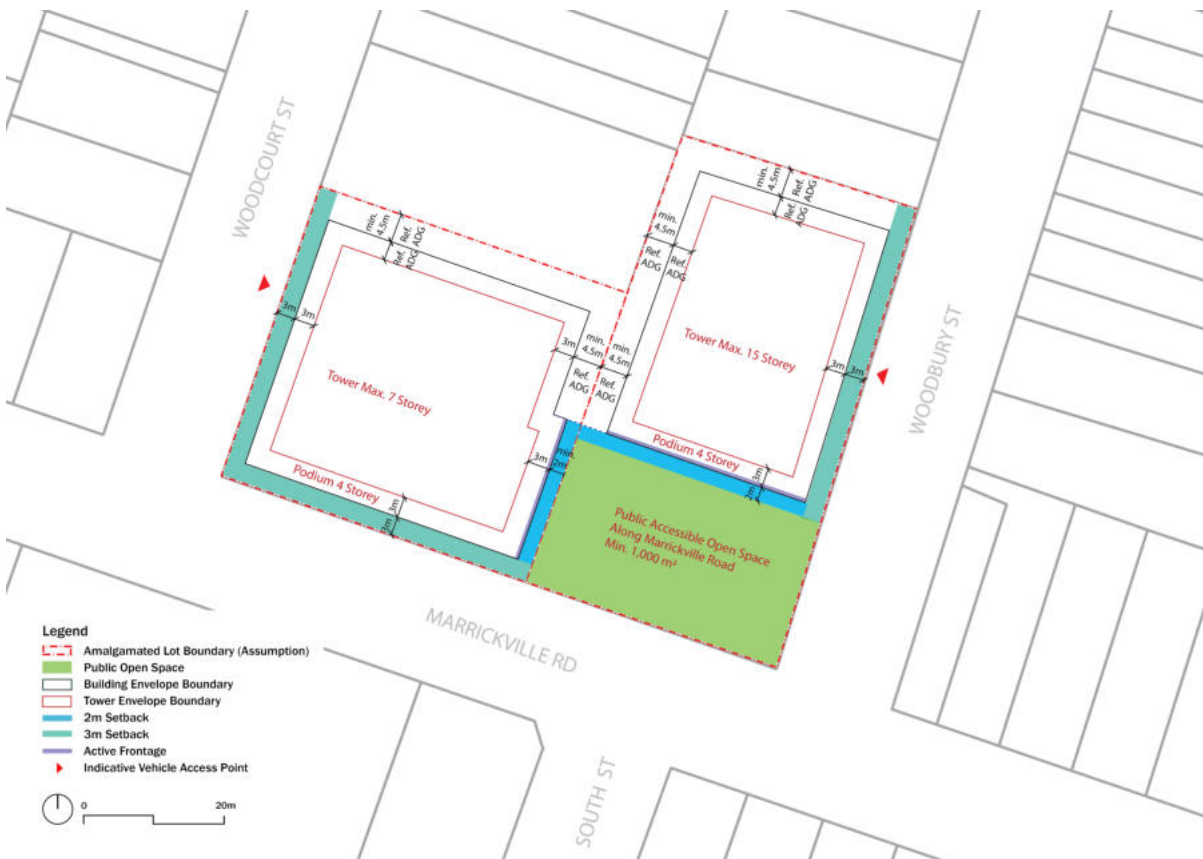 WOODCOURT ST
WOODBURY ST
MARRICKVILLE RD
SOUTH ST
min.
4.5m
Ref.
ADG
Ref.
ADG
3m
3m
Tower Max. 7 Storey
Podium 4 Storey
3m
3m
3m
min.
4.5m
Ref.
ADG
min.
4.5m
Ref.
ADG
3m
min.
2m
min.
4.5m
Ref.
ADG
Ref.
ADG
min.
4.5m
Ref.
ADG
Ref.
ADG
Tower Max. 15 Storey
3m
3m
Podium 4 Storey
3m
2m
Public Accessible Open Space
Along Marrickville Road
Min. 1,000 m²
Legend
Amalgamated Lot Boundary (Assumption)
Public Open Space
Building Envelope Boundary
Tower Envelope Boundary
2m Setback
3m Setback
Active Frontage
Indicative Vehicle Access Point
0
20m